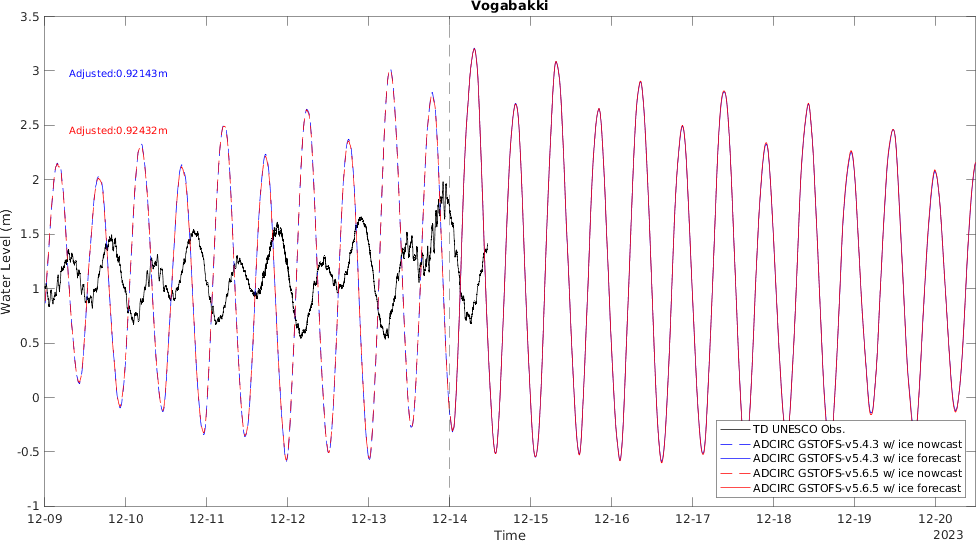 Vogabakki
3.5
3
2.5
2
1.5
1
0.5
0
-0.5
-1
Water Level (m)
Adjusted:0.92143m
Adjusted:0.92432m
TD UNESCO Obs.
ADCIRC GSTOFS-v5.4.3 w/ ice nowcast
ADCIRC GSTOFS-v5.4.3 w/ ice forecast
ADCIRC GSTOFS-v5.6.5 w/ ice nowcast
ADCIRC GSTOFS-v5.6.5 w/ ice forecast
12-09 12-10 12-11 12-12 12-13 12-14 12-15 12-16 12-17 12-18 12-19 12-20
Time
2023